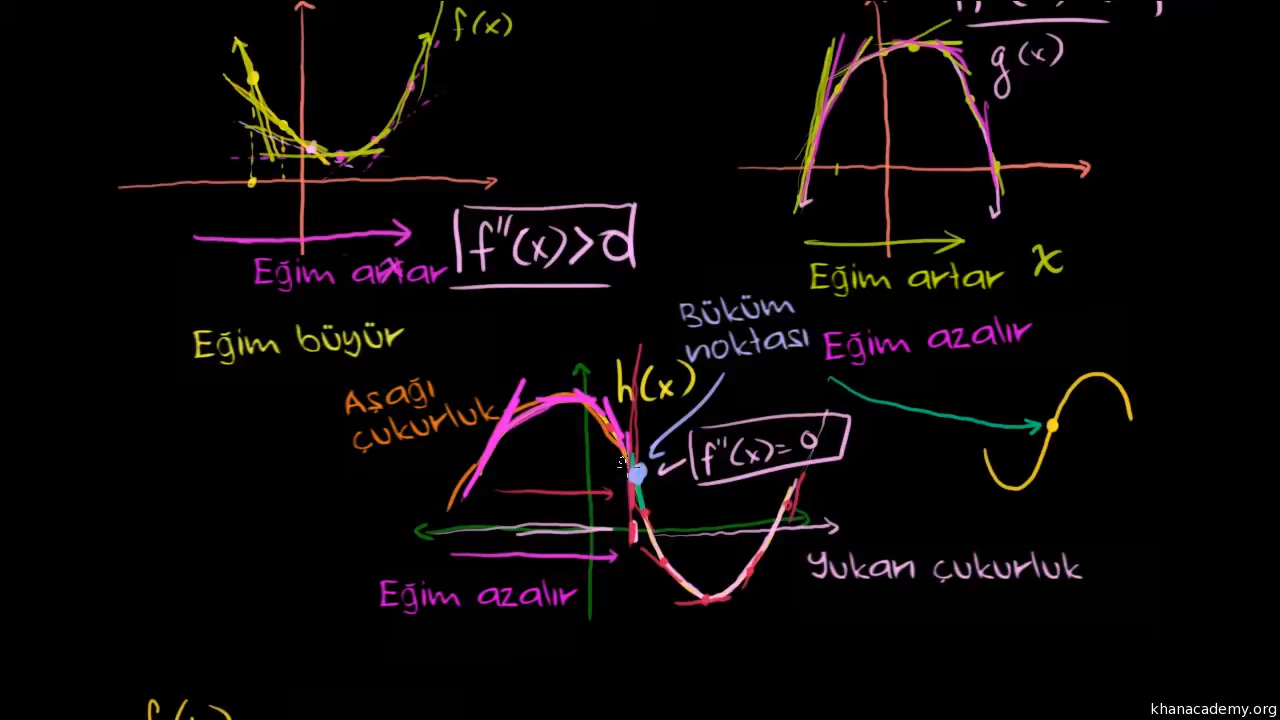 f(x)
g(x)
f''(x)>0
Eğim artar
Eğim artar
x
Eğim büyür
Büküm
noktası
Eğim azalır
h(x)
Aşağı
çukurluk
f''(x)=0
Yukarı çukurluk
Eğim azalır
khanacademy.org